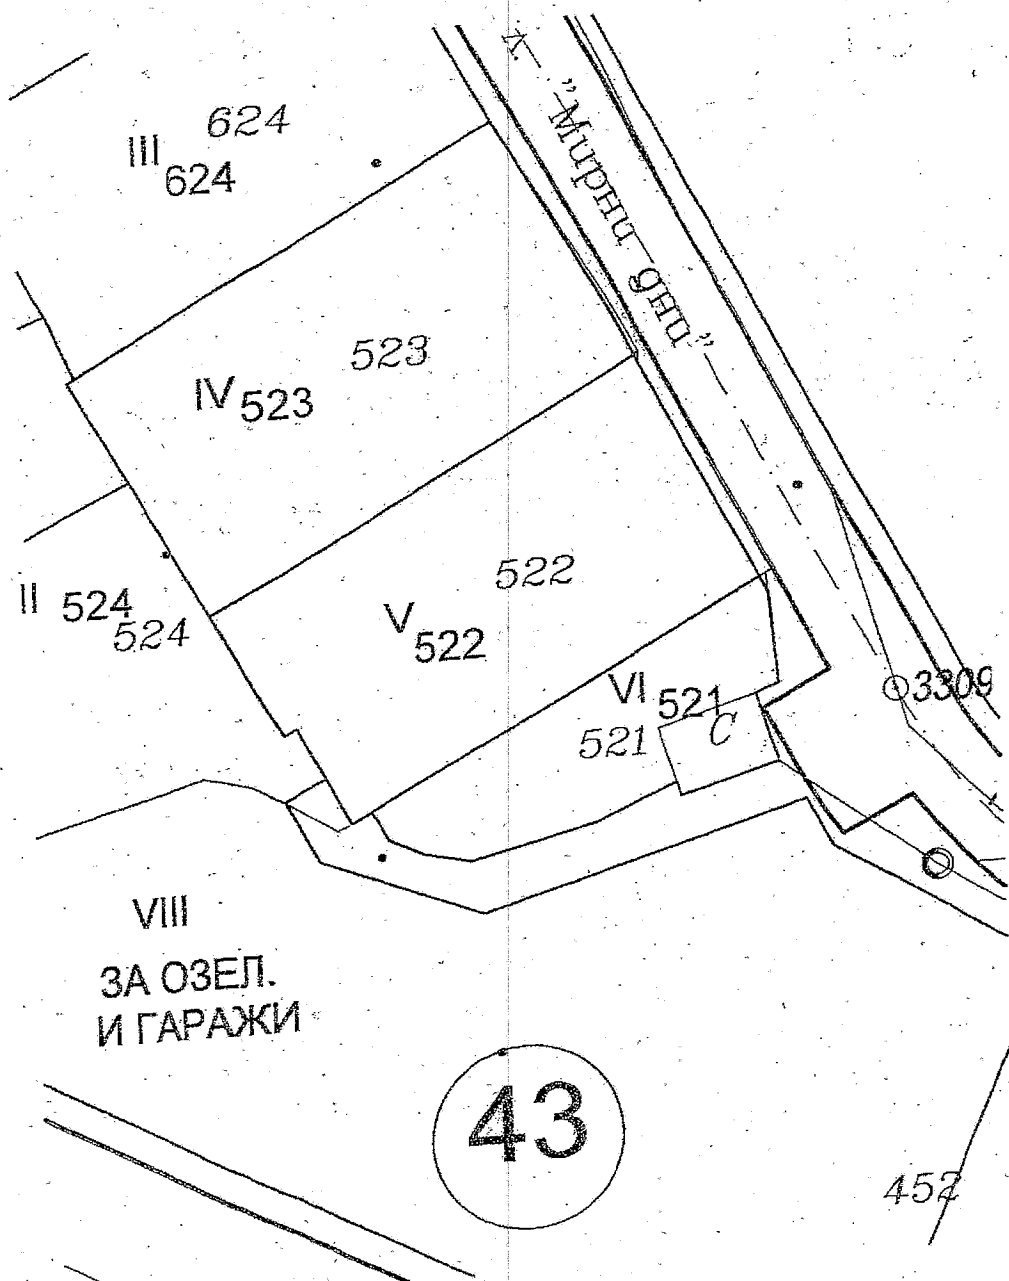 624
III 624
"Мирни дни"
523
IV 523
522
II 524
524
V 522
VI 521
521
С
3309
VIII
ЗА ОЗЕЛ.
И ГАРАЖИ
43
452